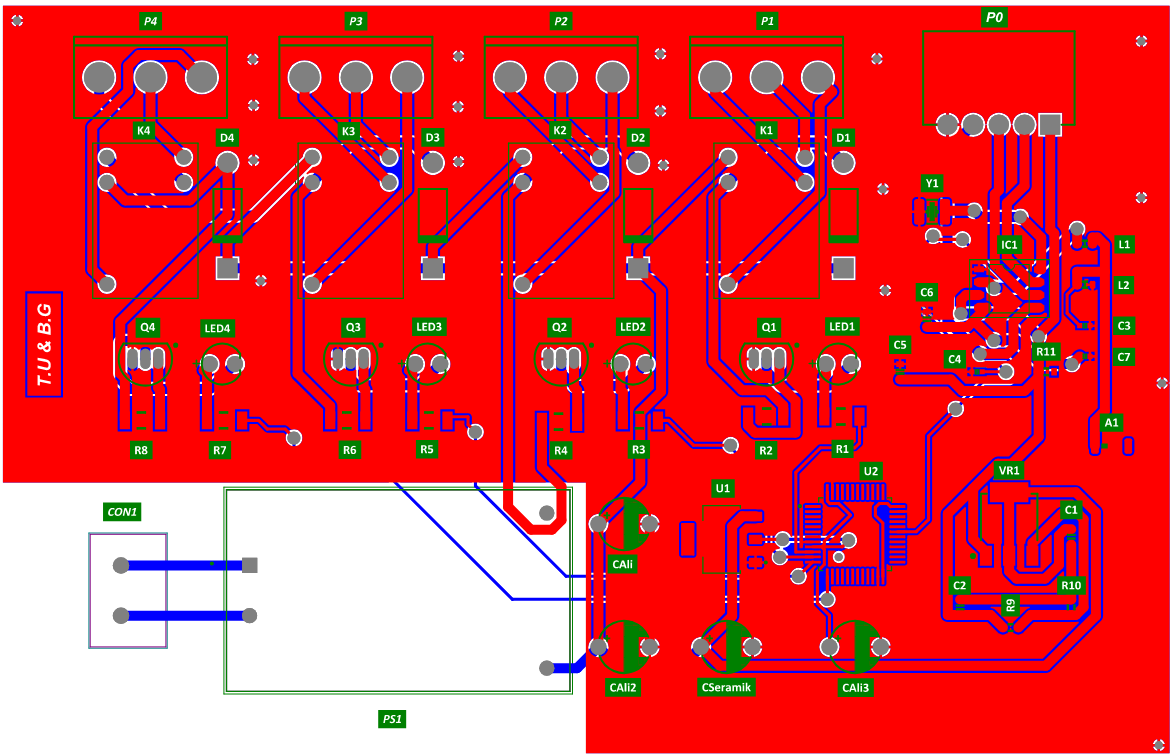 P4
P3
P2
P1
P0
K4
D4
K3
D3
K2
D2
K1
D1
Y1
IC1
L1
L2
C6
C3
T.U & B.G
Q4
LED4
Q3
LED3
Q2
LED2
Q1
LED1
C5
C4
R11
C7
R8
R7
R6
R5
R4
R3
R2
R1
A1
U2
VR1
U1
CON1
C1
CAli
C2
R9
R10
CAli2
CSeramik
CAli3
PS1